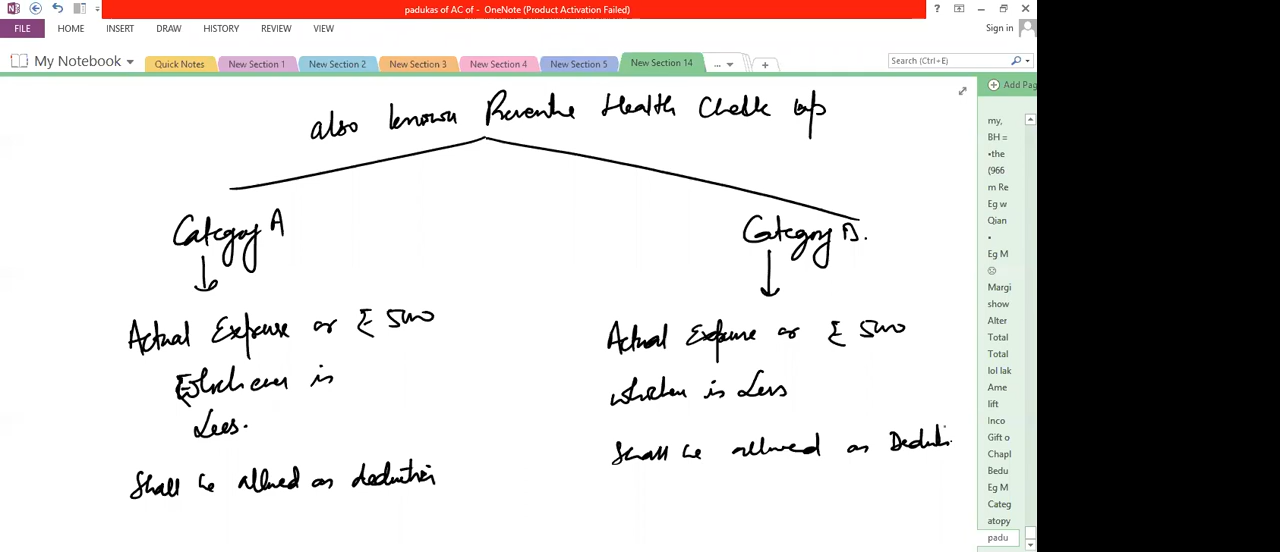 padukas of AC of - OneNote (Product Activation Failed)
Sign in
FILE HOME INSERT DRAW HISTORY REVIEW VIEW
My Notebook Quick Notes New Section 1 New Section 2 New Section 3 New Section 4 New Section 5 New Section 14 ... + Search (Ctrl+E)
Add Pag
also known Preventive Health Check up
Category A
Category B.
Actual Expense or ₹ 5000
Whichever is
Less.
Shall be allowed as deduction
Actual Expense or ₹ 5000
whichever is Less
Shall be allowed as Deducti
my,
BH =
•the
(966
m Re
Eg w
Qian
•
Eg M
☺
Margi
show
Alter
Total
Total
lol lak
Ame
lift
Inco
Gift o
Chapl
Bedu
Eg M
Categ
atopy
padu